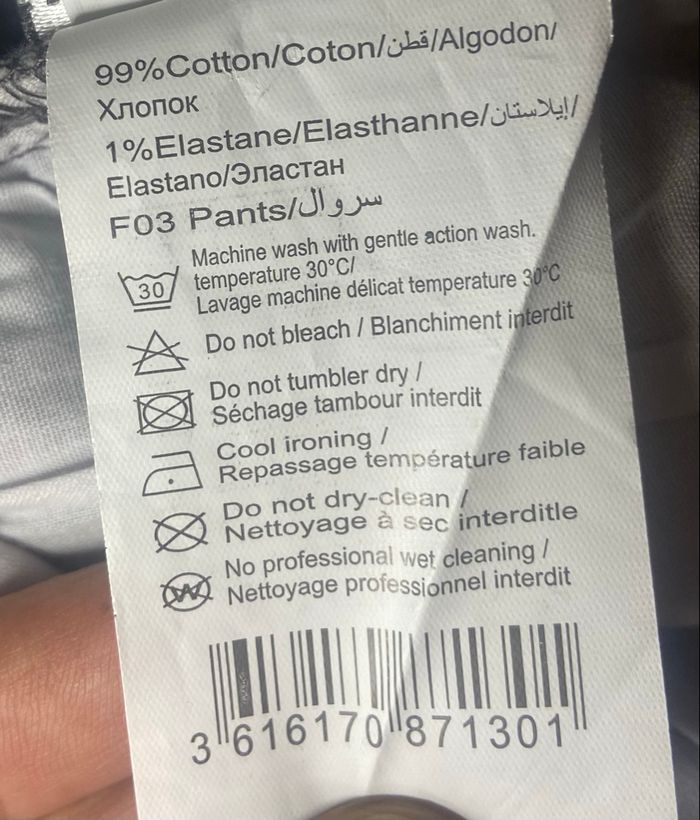 99%Cotton/Coton/قطن/Algodon/
Хлопок
1%Elastane/Elasthanne/إيلاستان/
Elastano/Эластан
F03 Pants/سروال
Machine wash with gentle action wash.
30
temperature 30°C/
Lavage machine délicat temperature 30°C
Do not bleach / Blanchiment interdit
Do not tumbler dry /
Séchage tambour interdit
Cool ironing /
Repassage température faible
Do not dry-clean /
Nettoyage à sec interditle
No professional wet cleaning /
W
Nettoyage professionnel interdit
3 616170 871301